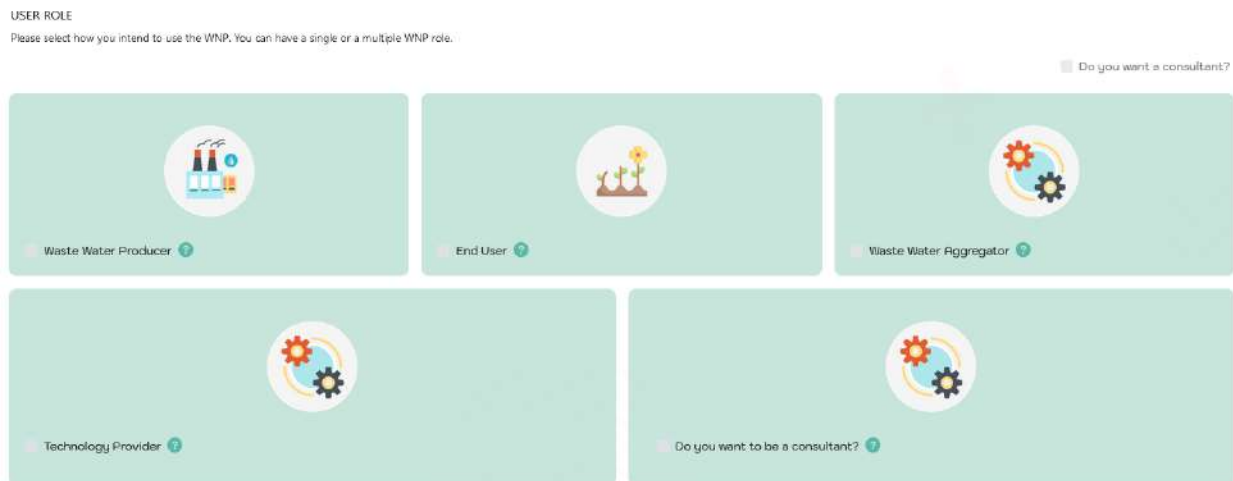 USER ROLE
Please select how you intend to use the WNP. You can have a single or a multiple WNP role.
Do you want a consultant?
Waste Water Producer ?
End User ?
Waste Water Aggregator ?
Technology Provider ?
Do you want to be a consultant? ?